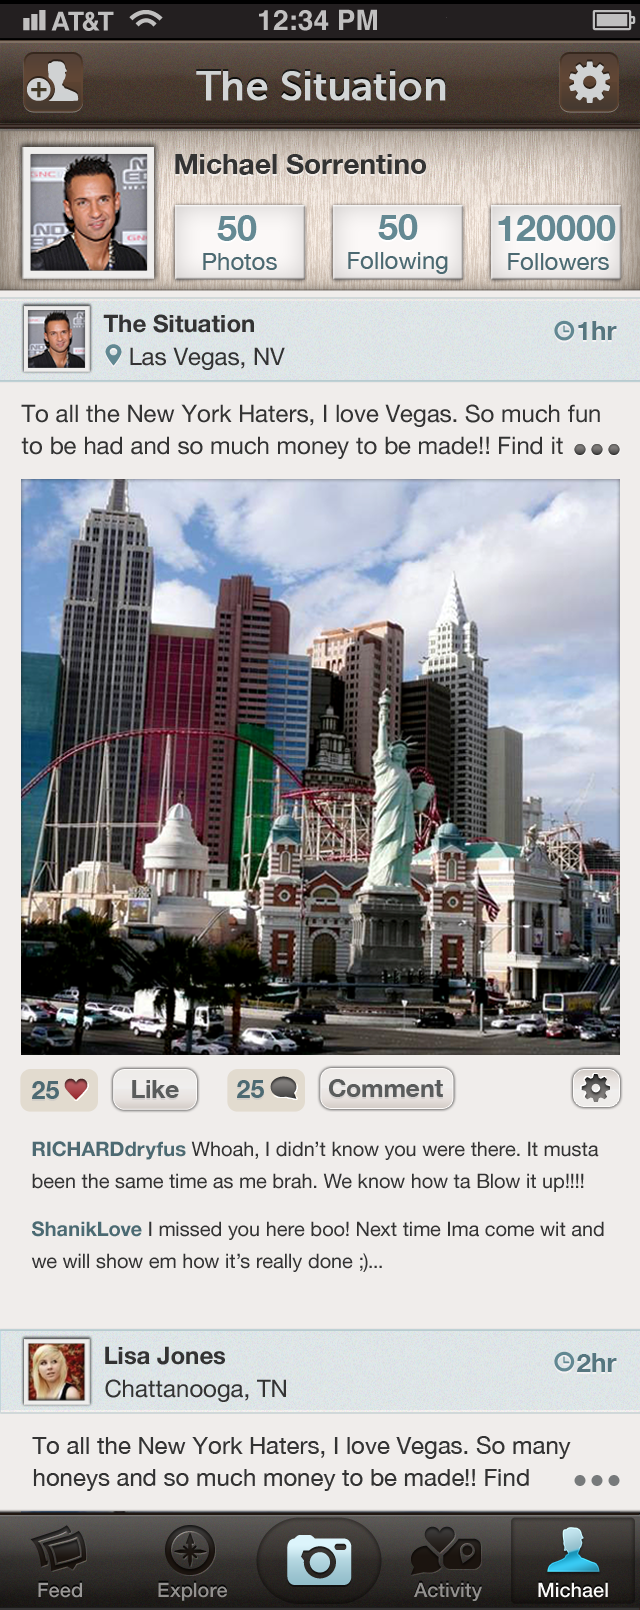 AT&T 12:34 PM
The Situation
Michael Sorrentino
50 50 120000
Photos Following Followers
The Situation
Las Vegas, NV
1hr
To all the New York Haters, I love Vegas. So much fun
to be had and so much money to be made!! Find it
25 Like 25 Comment
RICHARDdryfus Whoah, I didn't know you were there. It musta
been the same time as me brah. We know how ta Blow it up!!!!
ShanikLove I missed you here boo! Next time Ima come wit and
we will show em how it's really done ;)...
Lisa Jones
Chattanooga, TN
2hr
To all the New York Haters, I love Vegas. So many
honeys and so much money to be made!! Find
Feed Explore Activity Michael